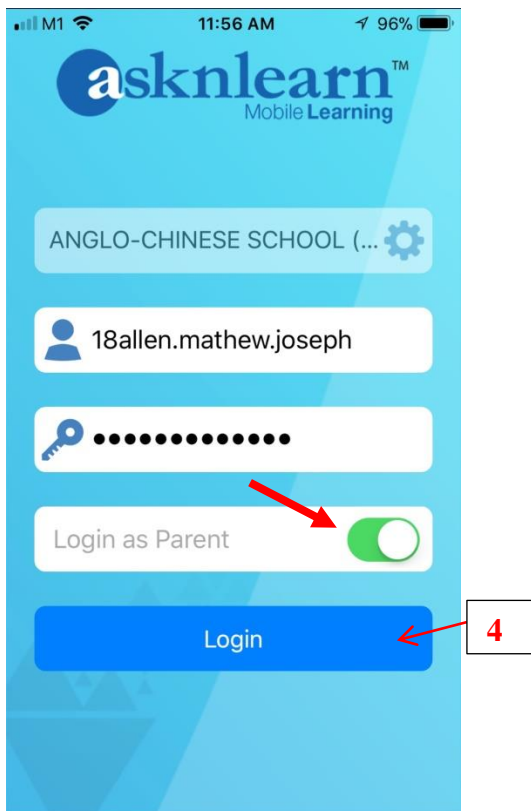 M1 11:56 AM 96%
asknlearn™
Mobile Learning
ANGLO-CHINESE SCHOOL (...
18allen.mathew.joseph
•••••••••••••
Login as Parent
Login
4